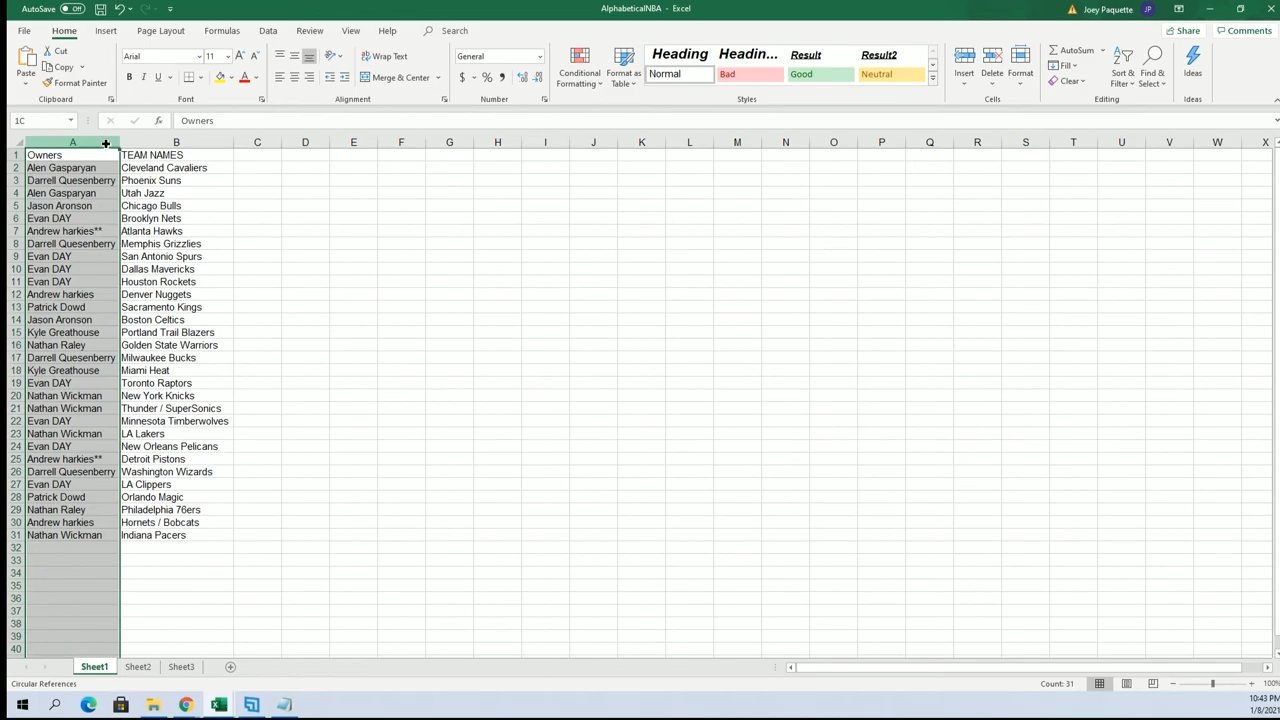 AutoSave Off AlphabeticalNBA - Excel Joey Paquette JP
File Home Insert Page Layout Formulas Data Review View Help Search Share Comments
Cut Arial 11 Wrap Text General Heading Headin... Result Result2 AutoSum
Copy Fill
Paste Format Painter B I U Merge & Center $ % Conditional Formatting Format as Table Normal Bad Good Neutral Insert Delete Format Clear Sort & Filter Find & Select Ideas
Clipboard Font Alignment Number Styles Cells Editing Ideas
1C fx Owners
A B C D E F G H I J K L M N O P Q R S T U V W X
1 Owners TEAM NAMES
2 Alen Gasparyan Cleveland Cavaliers
3 Darrell Quesenberry Phoenix Suns
4 Alen Gasparyan Utah Jazz
5 Jason Aronson Chicago Bulls
6 Evan DAY Brooklyn Nets
7 Andrew harkies** Atlanta Hawks
8 Darrell Quesenberry Memphis Grizzlies
9 Evan DAY San Antonio Spurs
10 Evan DAY Dallas Mavericks
11 Evan DAY Houston Rockets
12 Andrew harkies Denver Nuggets
13 Patrick Dowd Sacramento Kings
14 Jason Aronson Boston Celtics
15 Kyle Greathouse Portland Trail Blazers
16 Nathan Raley Golden State Warriors
17 Darrell Quesenberry Milwaukee Bucks
18 Kyle Greathouse Miami Heat
19 Evan DAY Toronto Raptors
20 Nathan Wickman New York Knicks
21 Nathan Wickman Thunder / SuperSonics
22 Evan DAY Minnesota Timberwolves
23 Nathan Wickman LA Lakers
24 Evan DAY New Orleans Pelicans
25 Andrew harkies** Detroit Pistons
26 Darrell Quesenberry Washington Wizards
27 Evan DAY LA Clippers
28 Patrick Dowd Orlando Magic
29 Nathan Raley Philadelphia 76ers
30 Andrew harkies Hornets / Bobcats
31 Nathan Wickman Indiana Pacers
32
33
34
35
36
37
38
39
40
Sheet1 Sheet2 Sheet3
Circular References Count: 31 100%
10:43 PM
1/8/2021